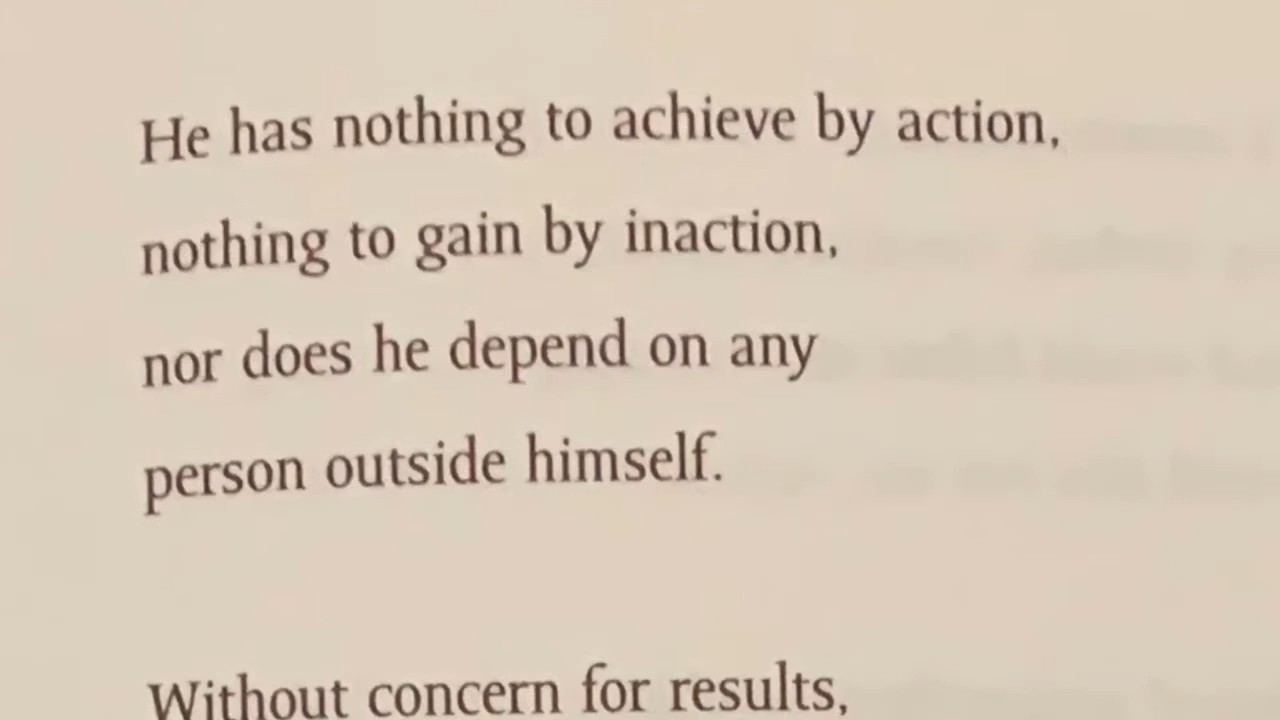 He has nothing to achieve by action,
nothing to gain by inaction,
nor does he depend on any
person outside himself.
Without concern for results,